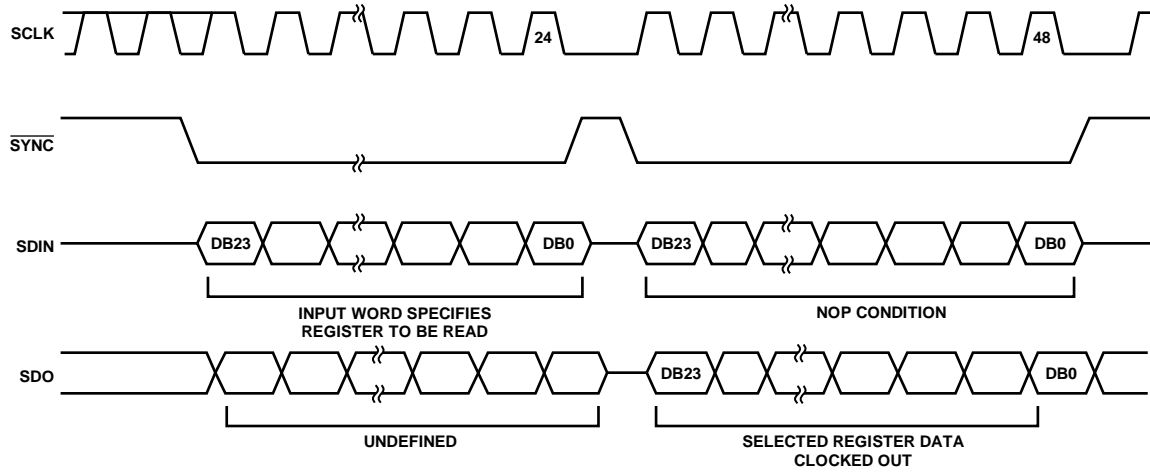 SCLK
24
48
SYNC
SDIN
DB23
DB0
DB23
DB0
INPUT WORD SPECIFIES
REGISTER TO BE READ
NOP CONDITION
SDO
DB23
DB0
UNDEFINED
SELECTED REGISTER DATA
CLOCKED OUT